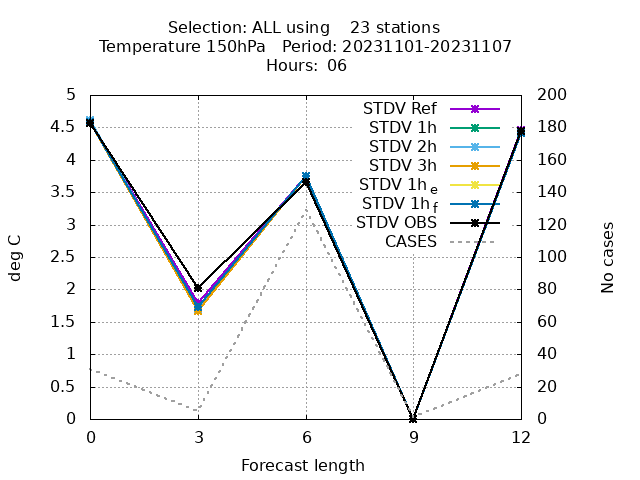 Selection: ALL using    23 stations
Temperature 150hPa   Period: 20231101-20231107
Hours: 06
5 200
4.5 180
4 160
3.5 140
3 120
2.5 100
2 80
1.5 60
1 40
0.5 20
0 0
STDV Ref
STDV 1h
STDV 2h
STDV 3h
STDV 1h e
STDV 1h f
STDV OBS
CASES
deg C
No cases
0 3 6 9 12
Forecast length